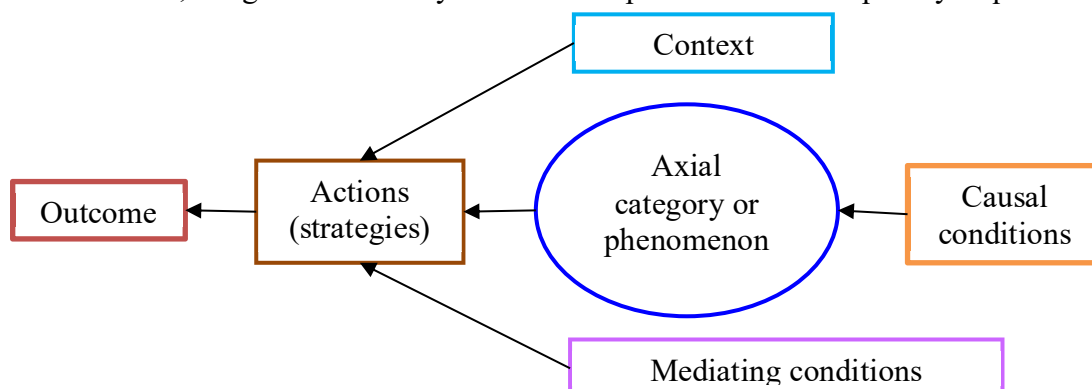 Context
Axial
category or
phenomenon
Actions
(strategies)
Outcome
Causal
conditions
Mediating conditions